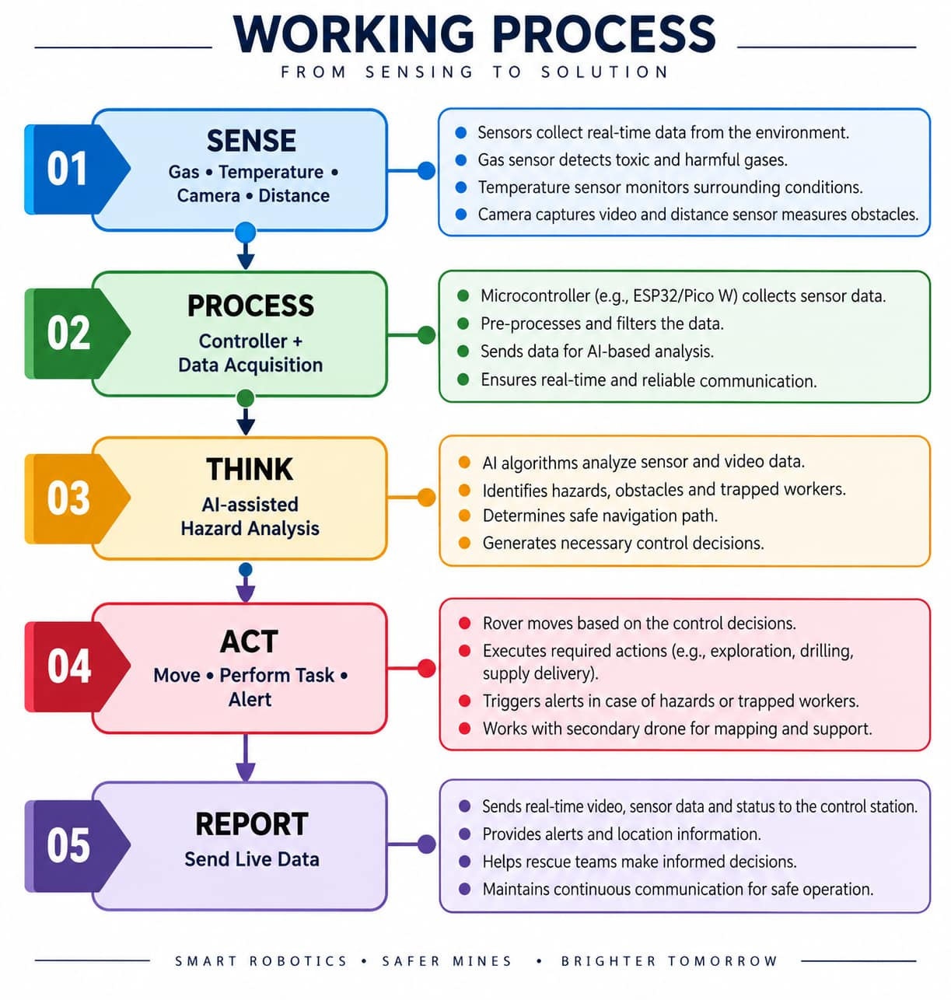 WORKING PROCESS
FROM SENSING TO SOLUTION
01
SENSE
Gas • Temperature •
Camera • Distance
• Sensors collect real-time data from the environment.
• Gas sensor detects toxic and harmful gases.
• Temperature sensor monitors surrounding conditions.
• Camera captures video and distance sensor measures obstacles.
02
PROCESS
Controller +
Data Acquisition
• Microcontroller (e.g., ESP32/Pico W) collects sensor data.
• Pre-processes and filters the data.
• Sends data for AI-based analysis.
• Ensures real-time and reliable communication.
03
THINK
AI-assisted
Hazard Analysis
• AI algorithms analyze sensor and video data.
• Identifies hazards, obstacles and trapped workers.
• Determines safe navigation path.
• Generates necessary control decisions.
04
ACT
Move • Perform Task •
Alert
• Rover moves based on the control decisions.
• Executes required actions (e.g., exploration, drilling,
supply delivery).
• Triggers alerts in case of hazards or trapped workers.
• Works with secondary drone for mapping and support.
05
REPORT
Send Live Data
• Sends real-time video, sensor data and status to the control station.
• Provides alerts and location information.
• Helps rescue teams make informed decisions.
• Maintains continuous communication for safe operation.
SMART ROBOTICS • SAFER MINES • BRIGHTER TOMORROW